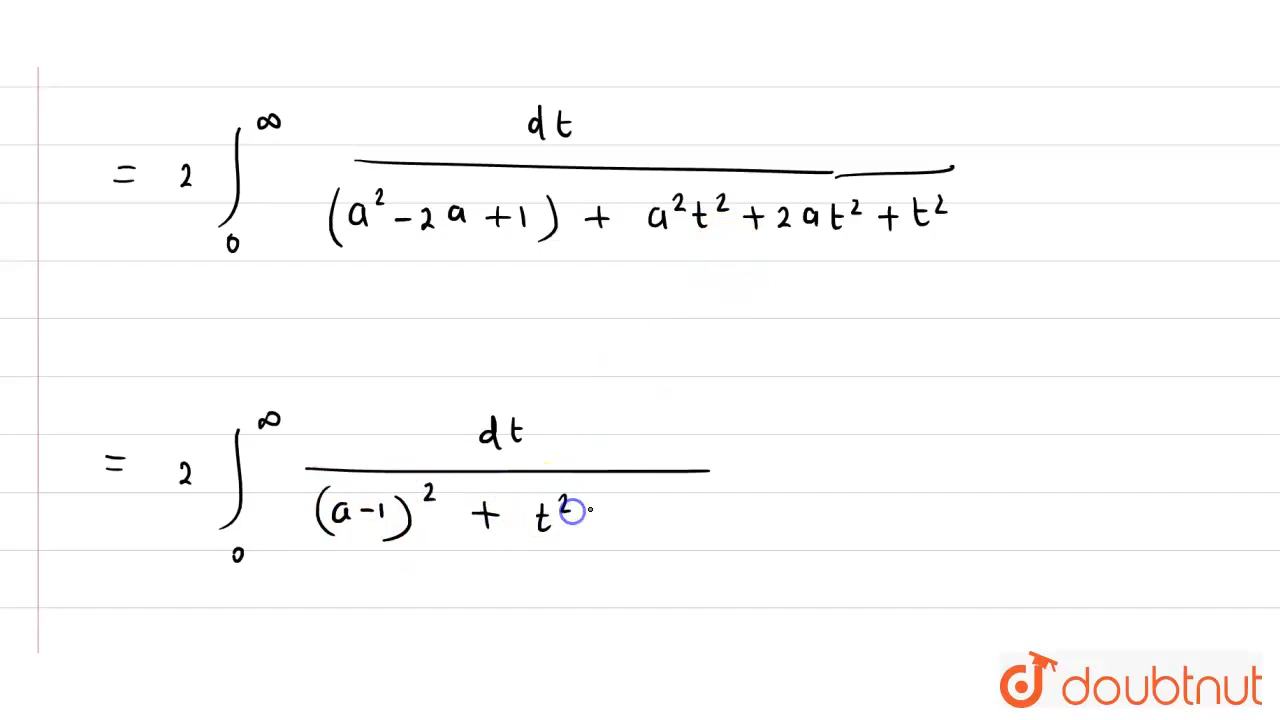 = 2 ∫₀^∞ dt / (a² - 2a + 1) + a²t² + 2at² + t²
= 2 ∫₀^∞ dt / (a-1)² + t²
doubtnut